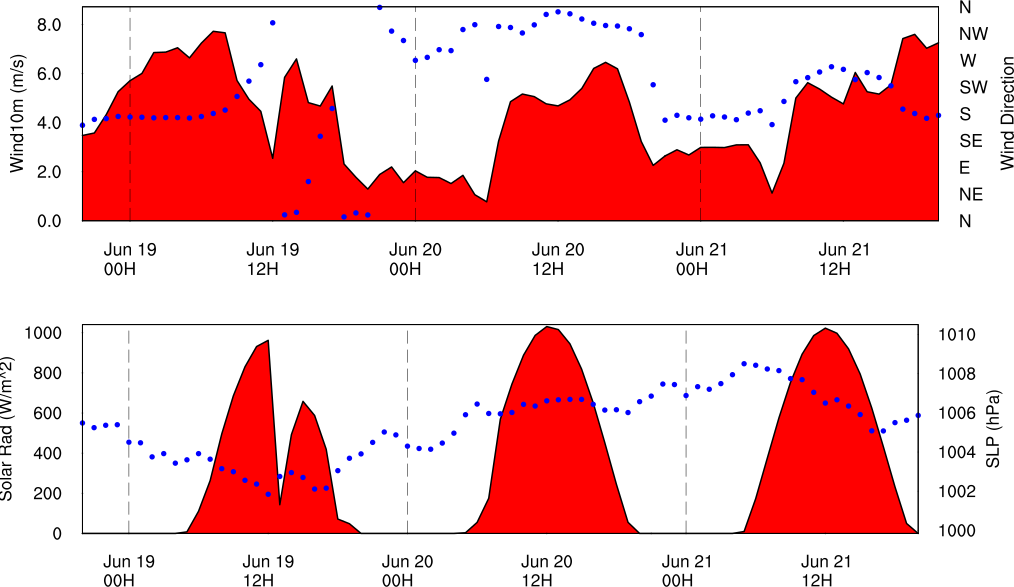 8.0
6.0
4.0
2.0
0.0
Wind10m (m/s)
N
NW
W
SW
S
SE
E
NE
N
Wind Direction
Jun 19
00H
Jun 19
12H
Jun 20
00H
Jun 20
12H
Jun 21
00H
Jun 21
12H
1000
800
600
400
200
0
Solar Rad (W/m^2)
1010
1008
1006
1004
1002
1000
SLP (hPa)
Jun 19
00H
Jun 19
12H
Jun 20
00H
Jun 20
12H
Jun 21
00H
Jun 21
12H